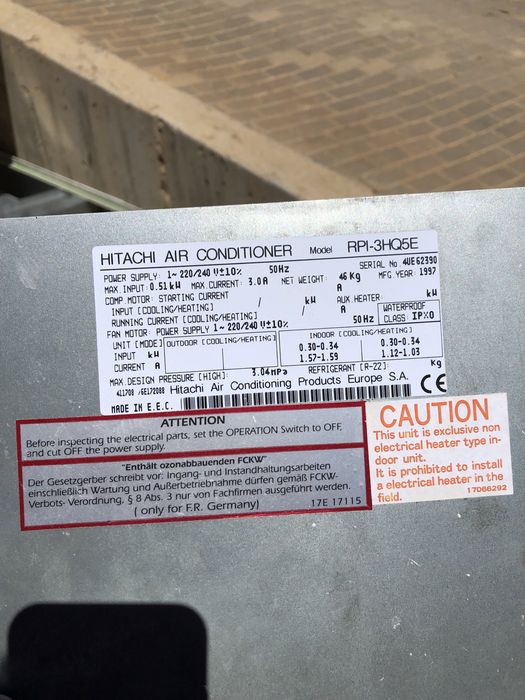 HITACHI AIR CONDITIONER Model RPI-3HQ5E
POWER SUPPLY: 1~ 220/240 V±10% 50Hz SERIAL No. 4UE62390
MAX. INPUT: 0.51 kW MAX. CURRENT: 3.0 A NET WEIGHT: 46 Kg MFG. YEAR: 1997
COMP.MOTOR: STARTING CURRENT A
INPUT [COOLING/HEATING] / kW AUX.HEATER: kW
RUNNING CURRENT [COOLING/HEATING] / A WATERPROOF
FAN MOTOR: POWER SUPPLY 1~ 220/240 V±10% 50Hz CLASS: IPX0
UNIT [MODE] OUTDOOR [COOLING/HEATING] INDOOR [COOLING/HEATING]
INPUT kW 0.30-0.34 0.30-0.34
CURRENT A 1.57-1.59 1.12-1.03
MAX.DESIGN PRESSURE [HIGH]: 3.04MPa REFRIGERANT [R-22]: Kg
411708 /6E172088 Hitachi Air Conditioning Products Europe S.A. CE
MADE IN E.E.C.
ATTENTION
Before inspecting the electrical parts, set the OPERATION Switch to OFF,
and cut OFF the power supply.
"Enthält ozonabbauenden FCKW"
Der Gesetzgeber schreibt vor: Ingang- und Instandhaltungsarbeiten
einschließlich Wartung und Außerbetriebnahme dürfen gemäß FCKW-
Verbots- Verordnung, § 8 Abs. 3 nur von Fachfirmen ausgeführt werden.
( only for F.R. Germany) 17E 17115
CAUTION
This unit is exclusive non
electrical heater type in-
door unit.
It is prohibited to install
a electrical heater in the
field. 17D66292